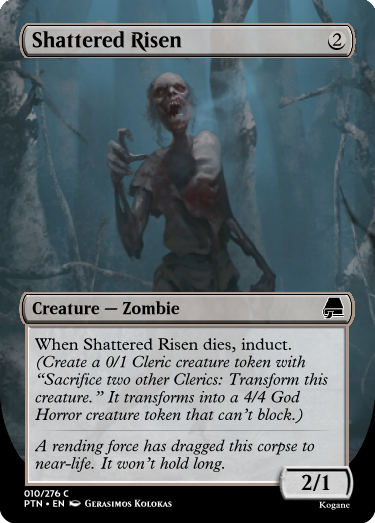 Shattered Risen 2
Creature — Zombie
When Shattered Risen dies, induct.
(Create a 0/1 Cleric creature token with
“Sacrifice two other Clerics: Transform this
creature.” It transforms into a 4/4 God
Horror creature token that can’t block.)
A rending force has dragged this corpse to
near-life. It won’t hold long.
2/1
010/276 C
PTN • EN Gerasimos Kolokas
Kogane